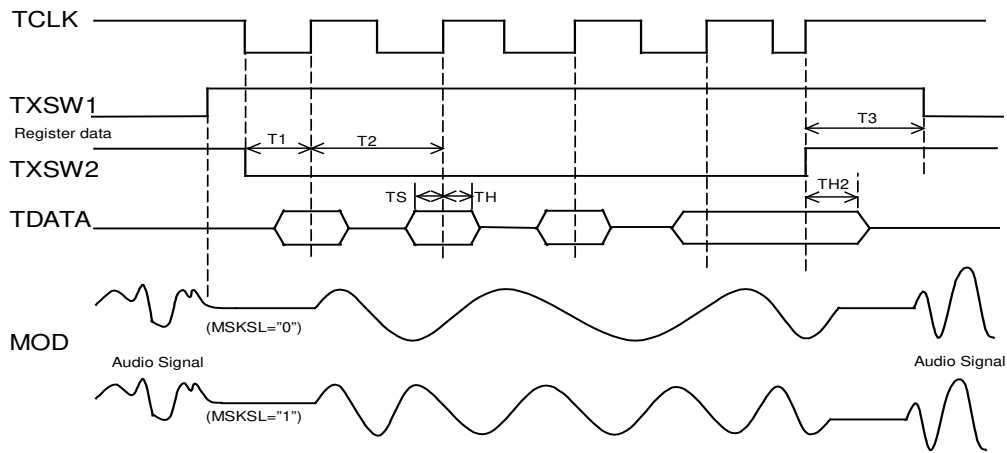 TCLK
TXSW1
Register data
T1
T2
T3
TXSW2
TS
TH
TH2
TDATA
(MSKSL="0")
MOD
Audio Signal
Audio Signal
(MSKSL="1")